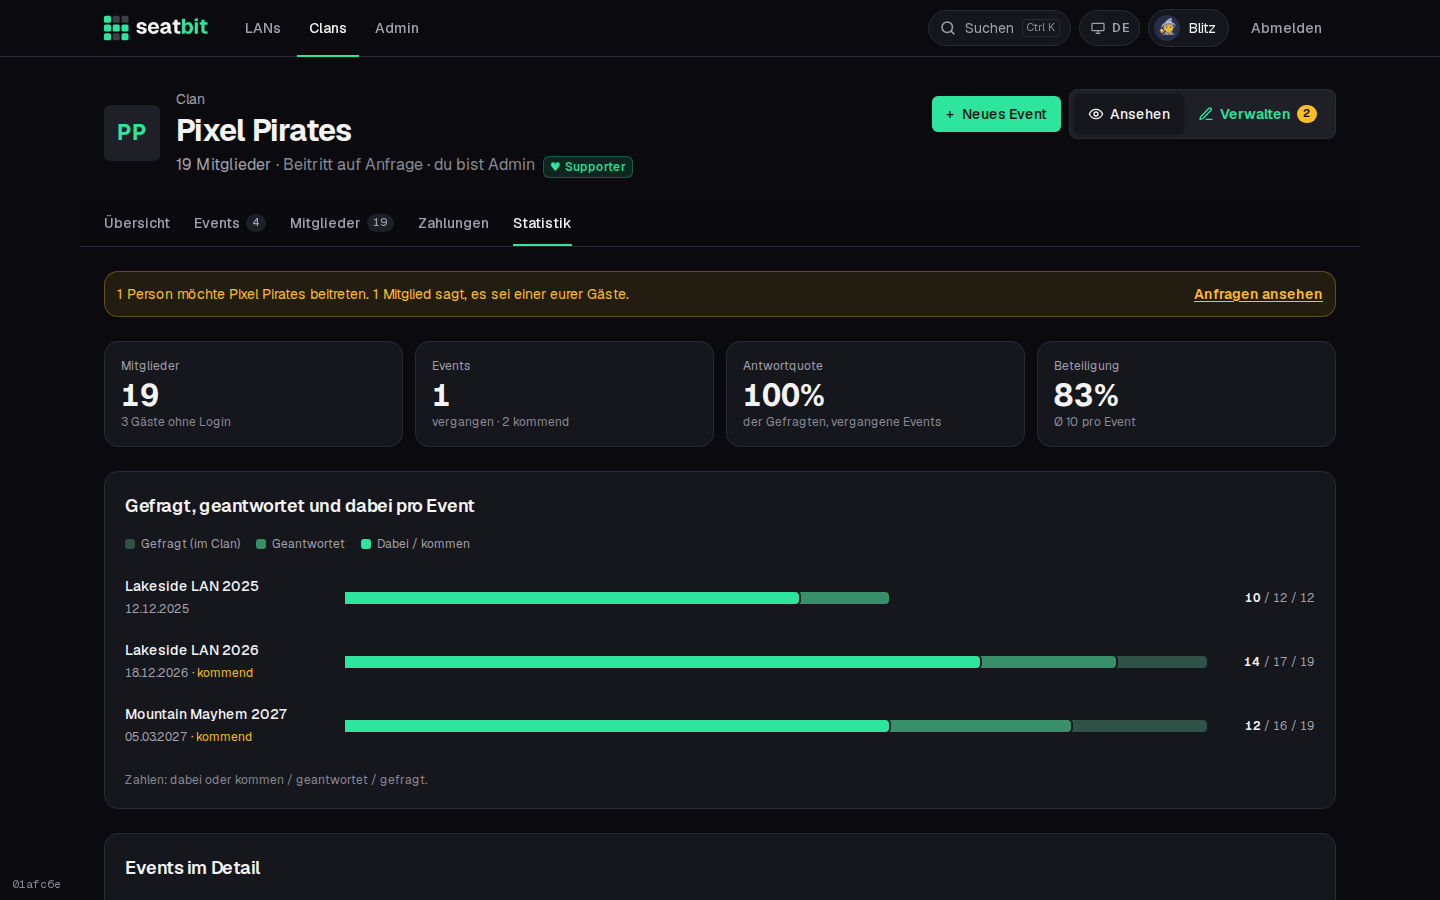 seatbit LANs Clans Admin Suchen Ctrl K DE Blitz Abmelden
Clan
PP Pixel Pirates
19 Mitglieder · Beitritt auf Anfrage · du bist Admin ♥ Supporter
+ Neues Event Ansehen Verwalten 2
Übersicht Events 4 Mitglieder 19 Zahlungen Statistik
1 Person möchte Pixel Pirates beitreten. 1 Mitglied sagt, es sei einer eurer Gäste. Anfragen ansehen
Mitglieder
19
3 Gäste ohne Login
Events
1
vergangen · 2 kommend
Antwortquote
100%
der Gefragten, vergangene Events
Beteiligung
83%
Ø 10 pro Event
Gefragt, geantwortet und dabei pro Event
Gefragt (im Clan) Geantwortet Dabei / kommen
Lakeside LAN 2025
12.12.2025
10 / 12 / 12
Lakeside LAN 2026
18.12.2026 · kommend
14 / 17 / 19
Mountain Mayhem 2027
05.03.2027 · kommend
12 / 16 / 19
Zahlen: dabei oder kommen / geantwortet / gefragt.
Events im Detail
01afc6e